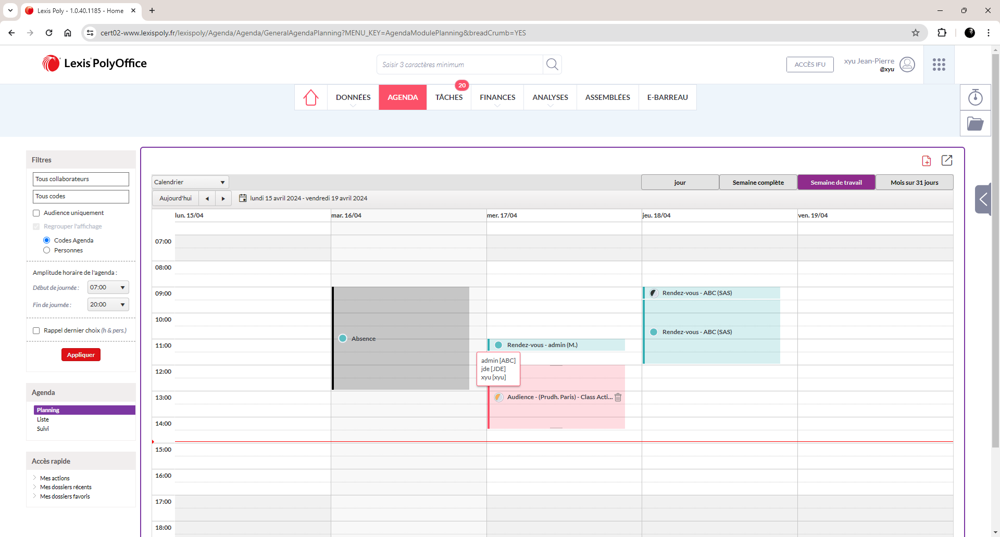 Lexis Poly - 1.0.40.1185 - Home
cert02-www.lexispoly.fr/lexispoly/Agenda/Agenda/GeneralAgendaPlanning?MENU_KEY=AgendaModulePlanning&breadCrumb=YES
Lexis® PolyOffice
Saisir 3 caractères minimum
ACCÈS IFU
xyu Jean-Pierre
@xyu
20
DONNÉES
AGENDA
TÂCHES
FINANCES
ANALYSES
ASSEMBLÉES
E-BARREAU
Filtres
Tous collaborateurs
Tous codes
Audience uniquement
Regrouper l'affichage
Codes Agenda
Personnes
Amplitude horaire de l'agenda :
Début de journée : 07:00
Fin de journée : 20:00
Rappel dernier choix (h & pers.)
Appliquer
Agenda
Planning
Liste
Suivi
Accès rapide
Mes actions
Mes dossiers récents
Mes dossiers favoris
Calendrier
jour
Semaine complète
Semaine de travail
Mois sur 31 jours
Aujourd'hui
lundi 15 avril 2024 - vendredi 19 avril 2024
lun. 15/04
mar. 16/04
mer. 17/04
jeu. 18/04
ven. 19/04
07:00
08:00
09:00
10:00
11:00
12:00
13:00
14:00
15:00
16:00
17:00
18:00
Absence
Rendez-vous - admin (M.)
admin [ABC]
jde [JDE]
xyu [xyu]
Audience - (Prudh. Paris) - Class Acti...
Rendez-vous - ABC (SAS)
Rendez-vous - ABC (SAS)